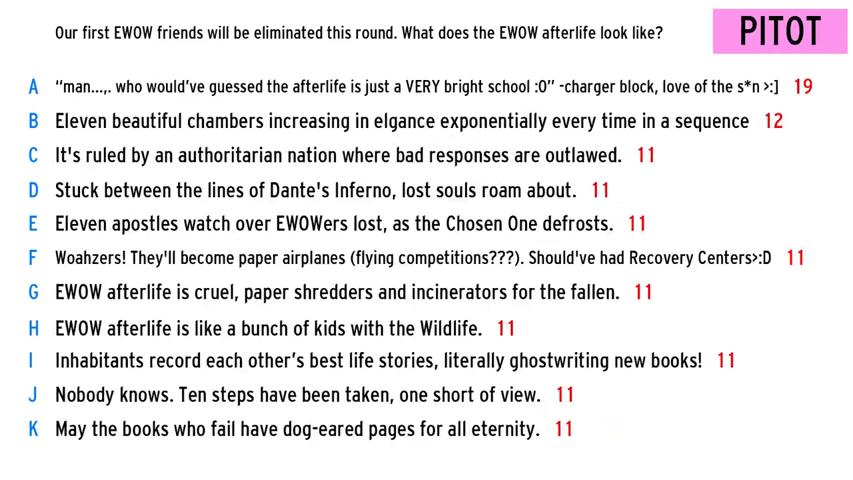 Our first EWOW friends will be eliminated this round. What does the EWOW afterlife look like?
PITOT
A "man...,. who would've guessed the afterlife is just a VERY bright school :0" -charger block, love of the s*n >:] 19
B Eleven beautiful chambers increasing in elgance exponentially every time in a sequence 12
C It's ruled by an authoritarian nation where bad responses are outlawed. 11
D Stuck between the lines of Dante's Inferno, lost souls roam about. 11
E Eleven apostles watch over EWOWers lost, as the Chosen One defrosts. 11
F Woahzers! They'll become paper airplanes (flying competitions???). Should've had Recovery Centers>:D 11
G EWOW afterlife is cruel, paper shredders and incinerators for the fallen. 11
H EWOW afterlife is like a bunch of kids with the Wildlife. 11
I Inhabitants record each other's best life stories, literally ghostwriting new books! 11
J Nobody knows. Ten steps have been taken, one short of view. 11
K May the books who fail have dog-eared pages for all eternity. 11